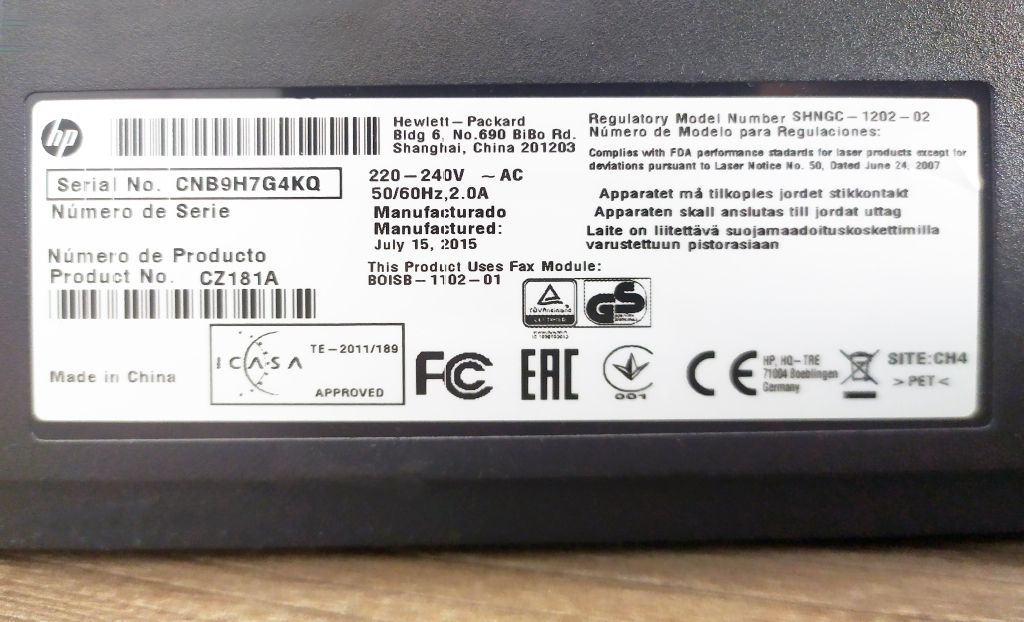 hp
Hewlett-Packard
Bldg 6, No.690 BiBo Rd.
Shanghai, China 201203
Regulatory Model Number SHNGC-1202-02
Número de Modelo para Regulaciones:
Complies with FDA performance stadards for laser products except for
deviations pursuant to Laser Notice No. 50, Dated June 24, 2007
Serial No. CNB9H7G4KQ
Número de Serie
220-240V ~AC
50/60Hz,2.0A
Manufacturado
Manufactured:
July 15, 2015
Apparatet må tilkoples jordet stikkontakt
Apparaten skall anslutas till jordat uttag
Laite on liitettävä suojamaadoituskoskettimilla
varustettuun pistorasiaan
Número de Producto
Product No. CZ181A
This Product Uses Fax Module:
BOISB-1102-01
GS
Made in China
ICASA
TE-2011/189
APPROVED
FC
EAC
001
CE
HP, HQ-TRE
71004 Boeblingen
Germany
SITE:CH4
>PET<